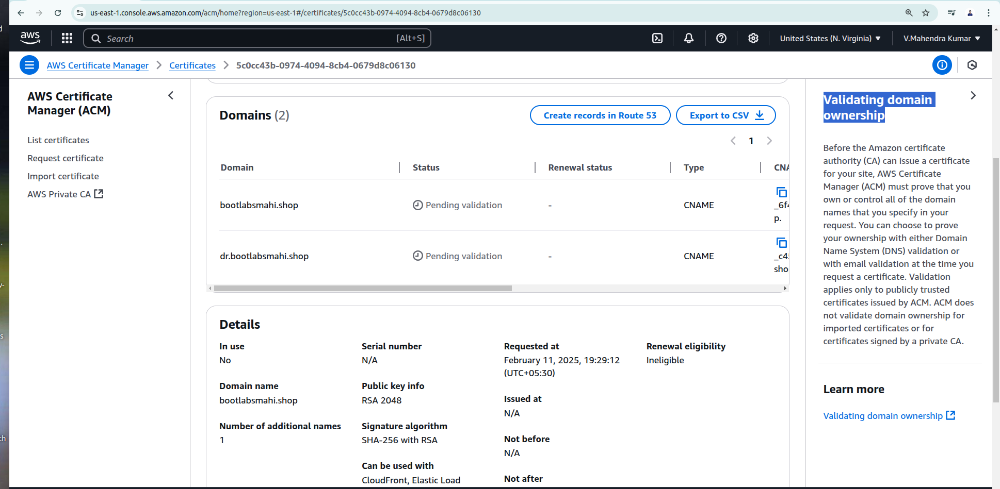 us-east-1.console.aws.amazon.com/acm/home?region=us-east-1#/certificates/5c0cc43b-0974-4094-8cb4-0679d8c06130
aws
Search
[Alt+S]
United States (N. Virginia)
V.Mahendra Kumar
AWS Certificate Manager
Certificates
5c0cc43b-0974-4094-8cb4-0679d8c06130
AWS Certificate
Manager (ACM)
List certificates
Request certificate
Import certificate
AWS Private CA
Domains (2)
Create records in Route 53
Export to CSV
1
Domain
Status
Renewal status
Type
bootlabsmahi.shop
Pending validation
-
CNAME
_6f4
p.
dr.bootlabsmahi.shop
Pending validation
-
CNAME
_c4
sho
Details
In use
No
Domain name
bootlabsmahi.shop
Number of additional names
1
Serial number
N/A
Public key info
RSA 2048
Signature algorithm
SHA-256 with RSA
Can be used with
CloudFront, Elastic Load
Requested at
February 11, 2025, 19:29:12
(UTC+05:30)
Issued at
N/A
Not before
N/A
Not after
Renewal eligibility
Ineligible
Validating domain
ownership
Before the Amazon certificate
authority (CA) can issue a certificate
for your site, AWS Certificate
Manager (ACM) must prove that you
own or control all of the domain
names that you specify in your
request. You can choose to prove
your ownership with either Domain
Name System (DNS) validation or
with email validation at the time you
request a certificate. Validation
applies only to publicly trusted
certificates issued by ACM. ACM does
not validate domain ownership for
imported certificates or for
certificates signed by a private CA.
Learn more
Validating domain ownership